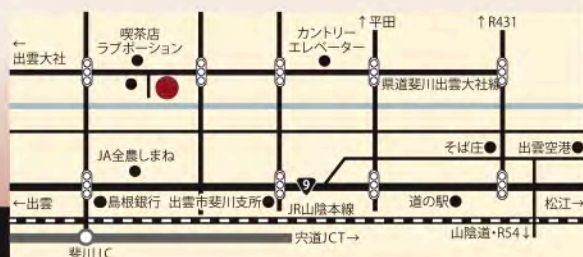 喫茶店
ラブポーション
カントリー
エレベーター
↑平田
↑R431
←
出雲大社
県道斐川出雲大社線
JA全農しまね
そば庄
出雲空港
9
←出雲
島根銀行
出雲市斐川支所
JR山陰本線
道の駅
松江→
宍道JCT→
山陰道・R54↓
斐川I.C